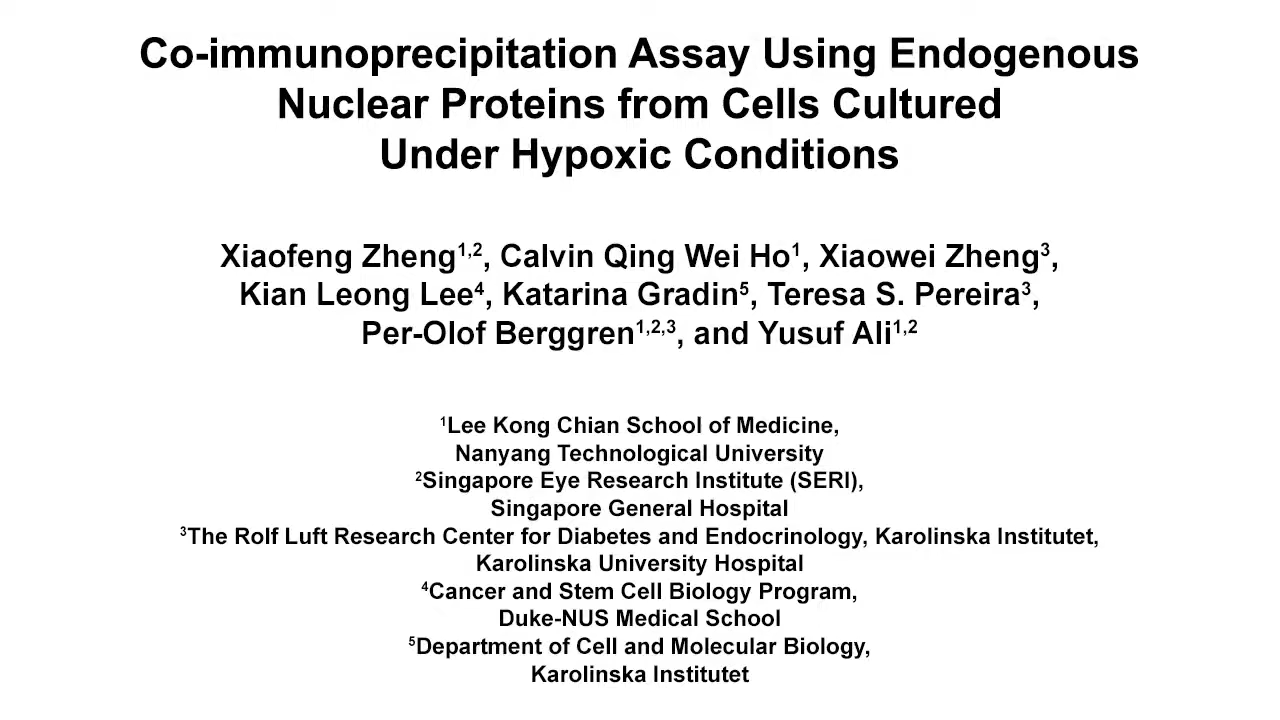 Co-immunoprecipitation Assay Using Endogenous
Nuclear Proteins from Cells Cultured
Under Hypoxic Conditions
Xiaofeng Zheng1,2, Calvin Qing Wei Ho1, Xiaowei Zheng3,
Kian Leong Lee4, Katarina Gradin5, Teresa S. Pereira3,
Per-Olof Berggren1,2,3, and Yusuf Ali1,2
1Lee Kong Chian School of Medicine,
Nanyang Technological University
2Singapore Eye Research Institute (SERI),
Singapore General Hospital
3The Rolf Luft Research Center for Diabetes and Endocrinology, Karolinska Institutet,
Karolinska University Hospital
4Cancer and Stem Cell Biology Program,
Duke-NUS Medical School
5Department of Cell and Molecular Biology,
Karolinska Institutet